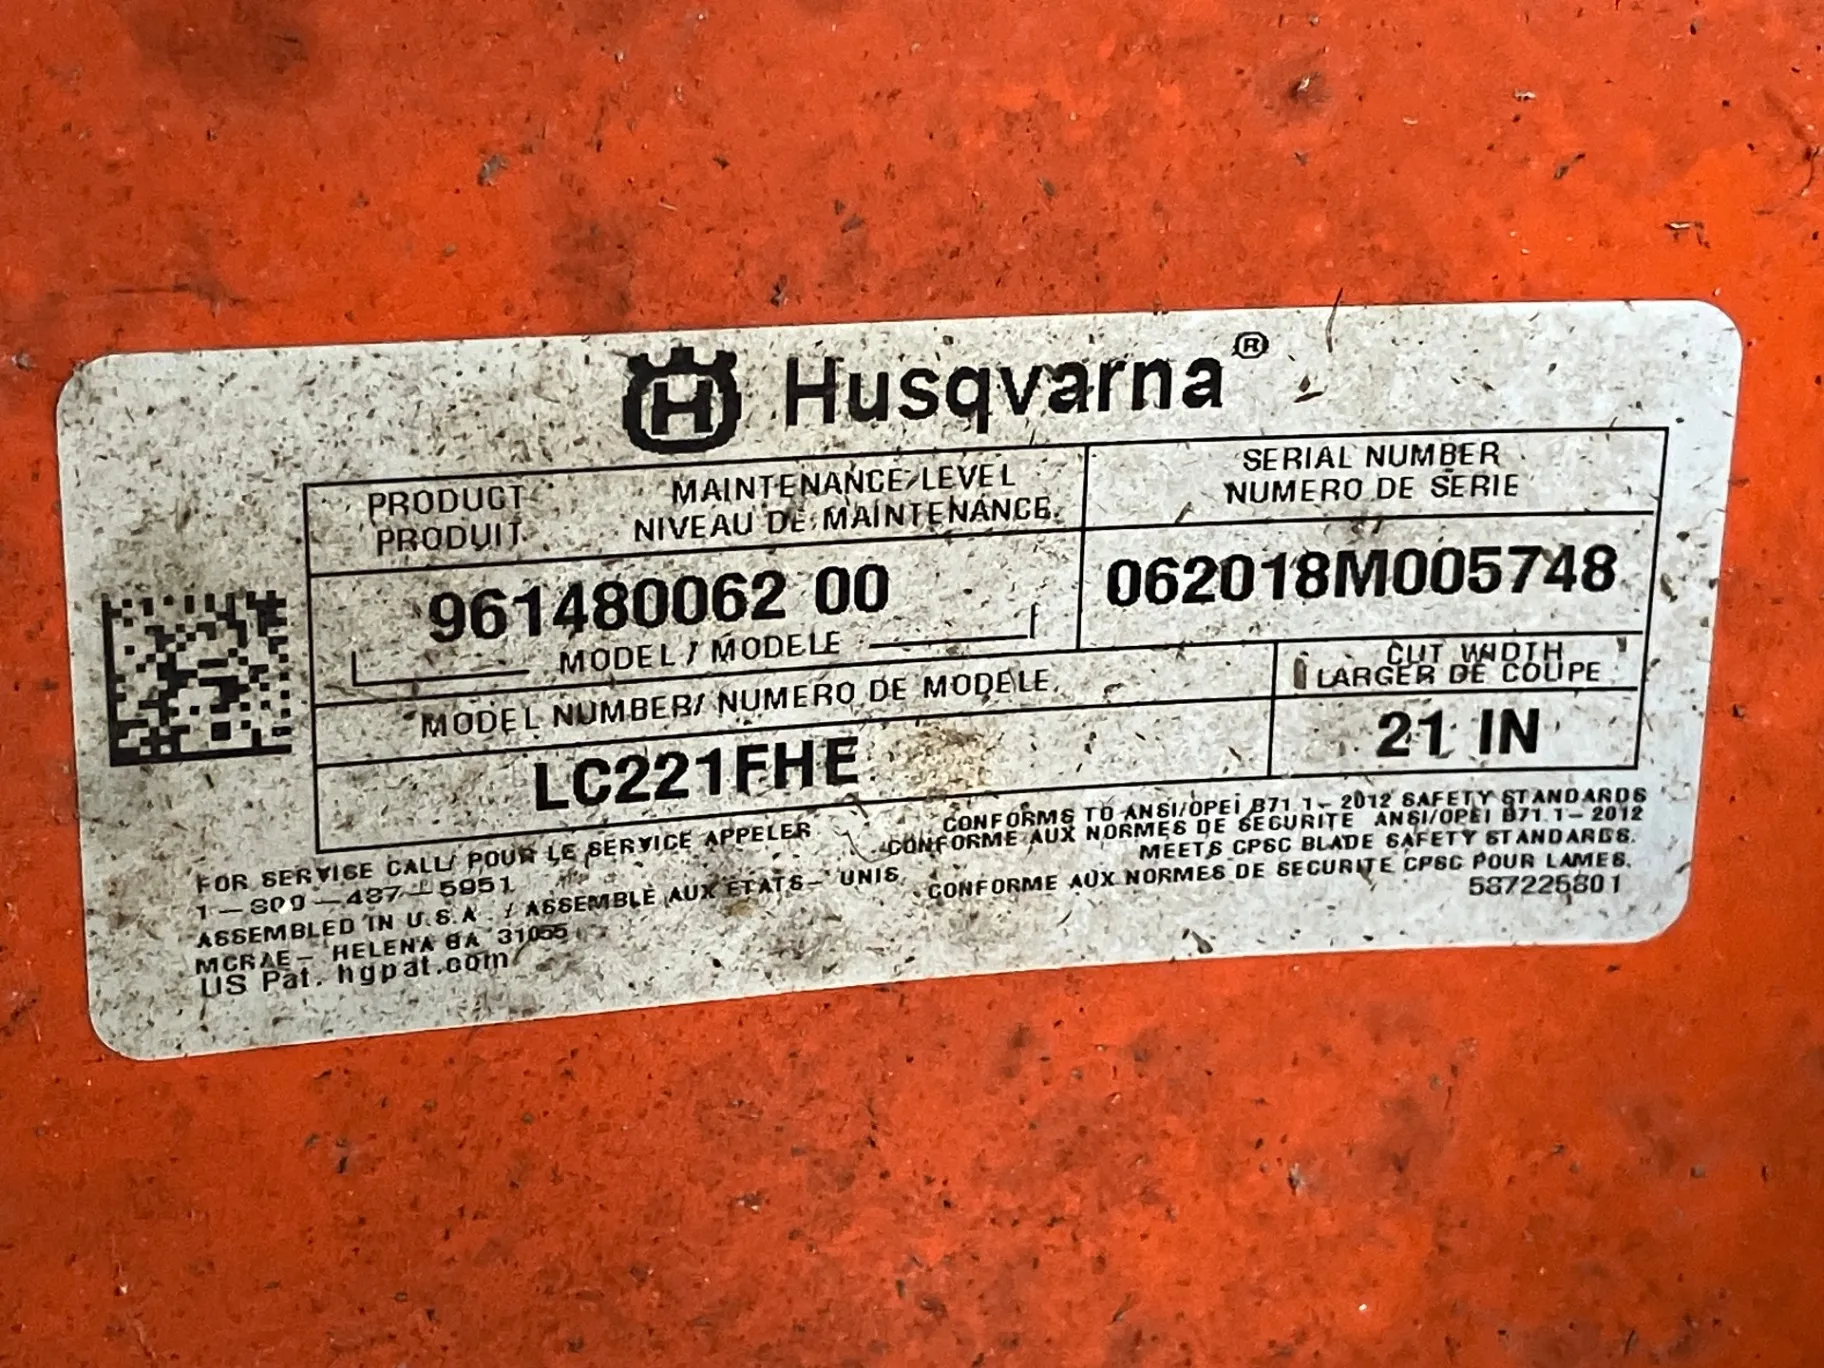 Husqvarna®
PRODUCT
PRODUIT
MAINTENANCE LEVEL
NIVEAU DE MAINTENANCE
SERIAL NUMBER
NUMERO DE SERIE
961480062 00
062018M005748
MODEL / MODELE
MODEL NUMBER/ NUMERO DE MODELE
CUT WIDTH
LARGER DE COUPE
LC221FHE
21 IN
FOR SERVICE CALL/ POUR LE SERVICE APPELER
1-800-487-5951
ASSEMBLED IN U.S.A. / ASSEMBLÉ AUX ETATS-UNIS
MCRAE- HELENA GA 31055
US Pat. hqpat.com/
CONFORMS TO ANSI/OPEI B71.1-2012 SAFETY STANDARDS
CONFORME AUX NORMES DE SECURITE ANSI/OPEI B71.1-2012
MEETS CPSC BLADE SAFETY STANDARDS.
CONFORME AUX NORMES DE SECURITE CPSC POUR LAMES.
587225801